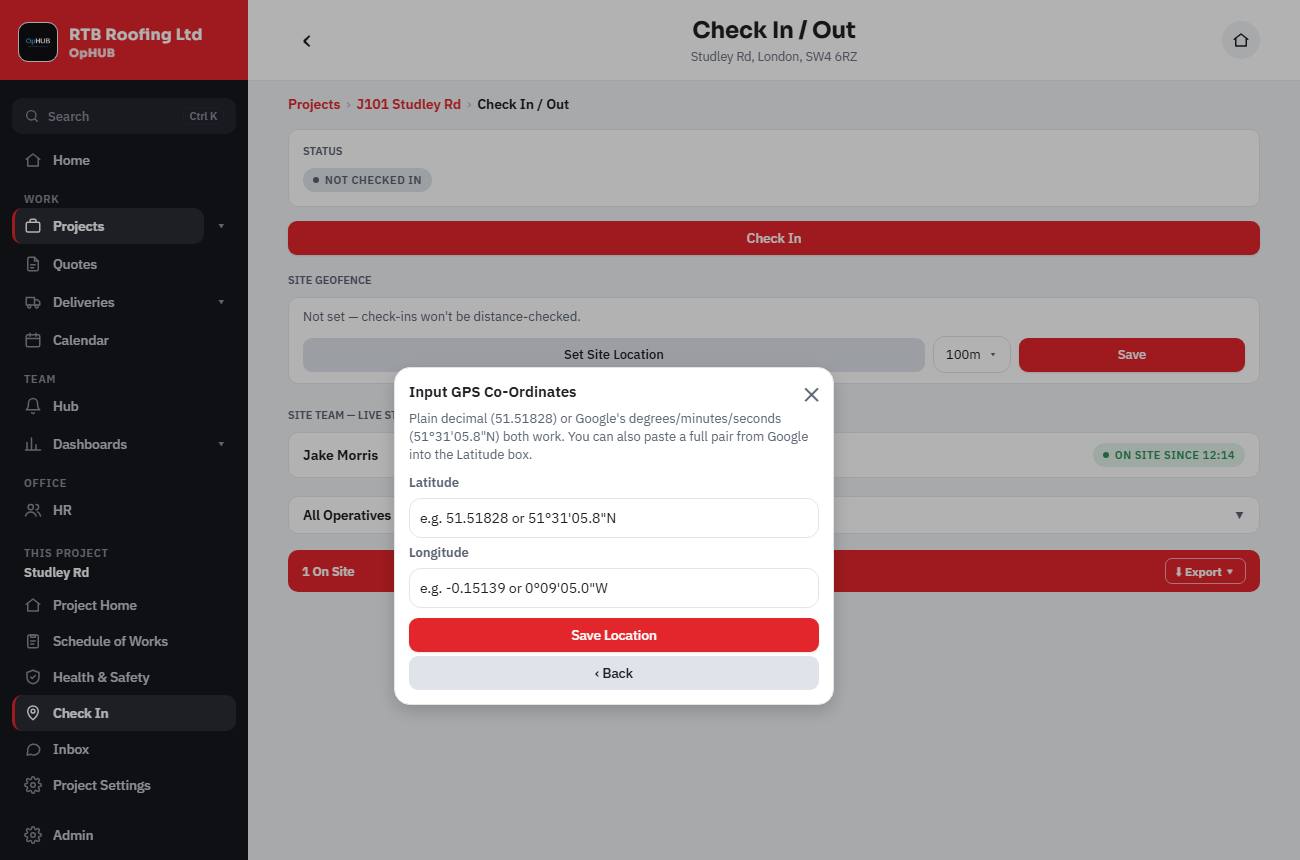 OpHUB
RTB Roofing Ltd
OpHUB
Check In / Out
Studley Rd, London, SW4 6RZ
Search
Ctrl K
Home
WORK
Projects
Quotes
Deliveries
Calendar
TEAM
Hub
Dashboards
OFFICE
HR
THIS PROJECT
Studley Rd
Project Home
Schedule of Works
Health & Safety
Check In
Inbox
Project Settings
Admin
Projects › J101 Studley Rd › Check In / Out
STATUS
NOT CHECKED IN
Check In
SITE GEOFENCE
Not set — check-ins won't be distance-checked.
Set Site Location
100m
Save
SITE TEAM — LIVE ST
Jake Morris
ON SITE SINCE 12:14
All Operatives
1 On Site
Export
Input GPS Co-Ordinates
Plain decimal (51.51828) or Google's degrees/minutes/seconds
(51°31'05.8"N) both work. You can also paste a full pair from Google
into the Latitude box.
Latitude
e.g. 51.51828 or 51°31'05.8"N
Longitude
e.g. -0.15139 or 0°09'05.0"W
Save Location
‹ Back